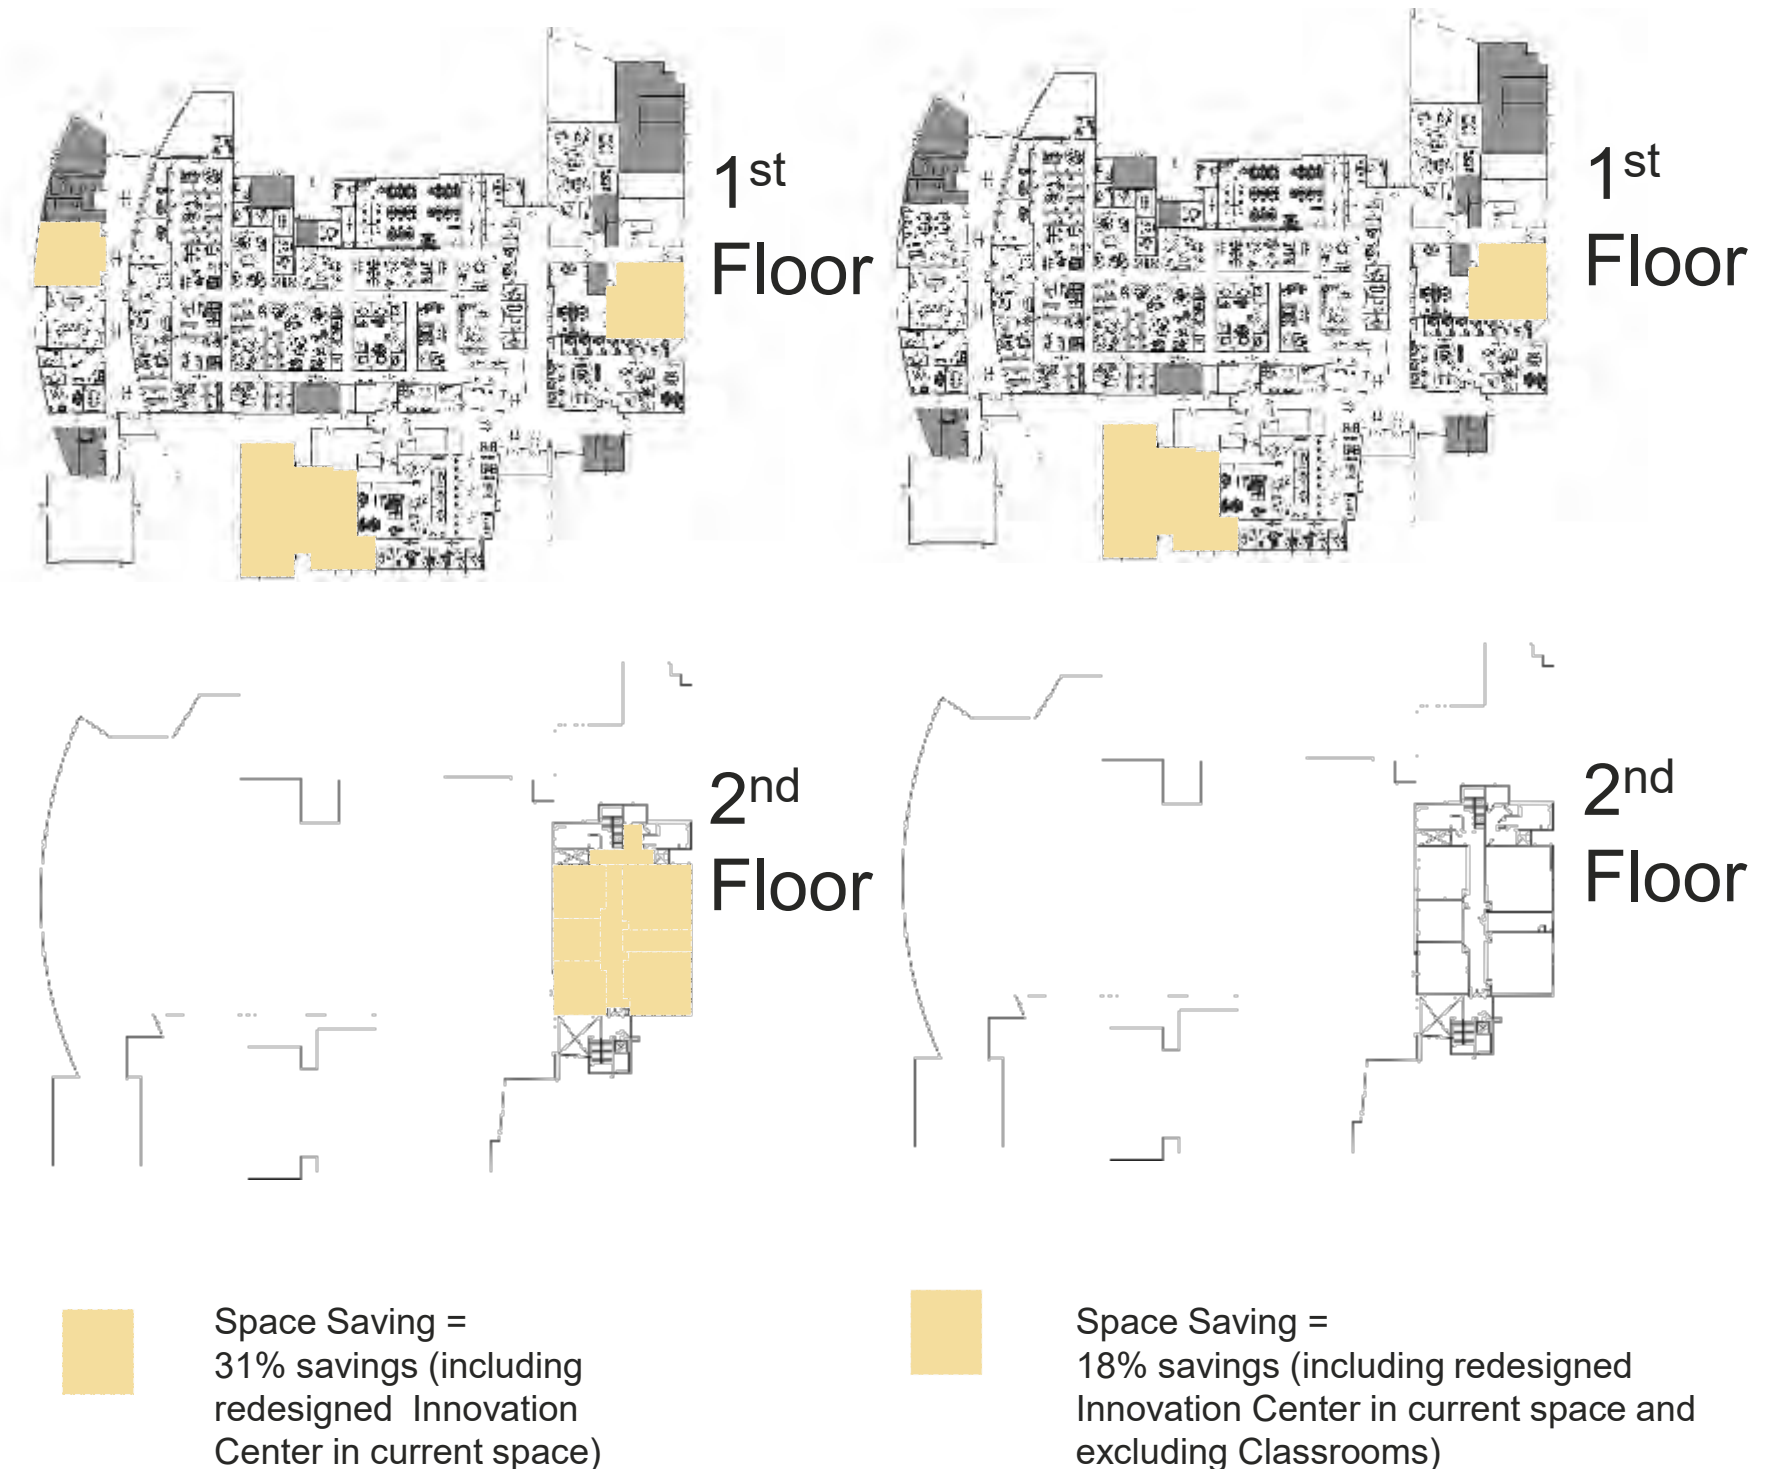 1st
Floor
1st
Floor
2nd
Floor
2nd
Floor
Space Saving =
31% savings (including
redesigned  Innovation
Center in current space)
Space Saving =
18% savings (including redesigned
Innovation Center in current space and
excluding Classrooms)